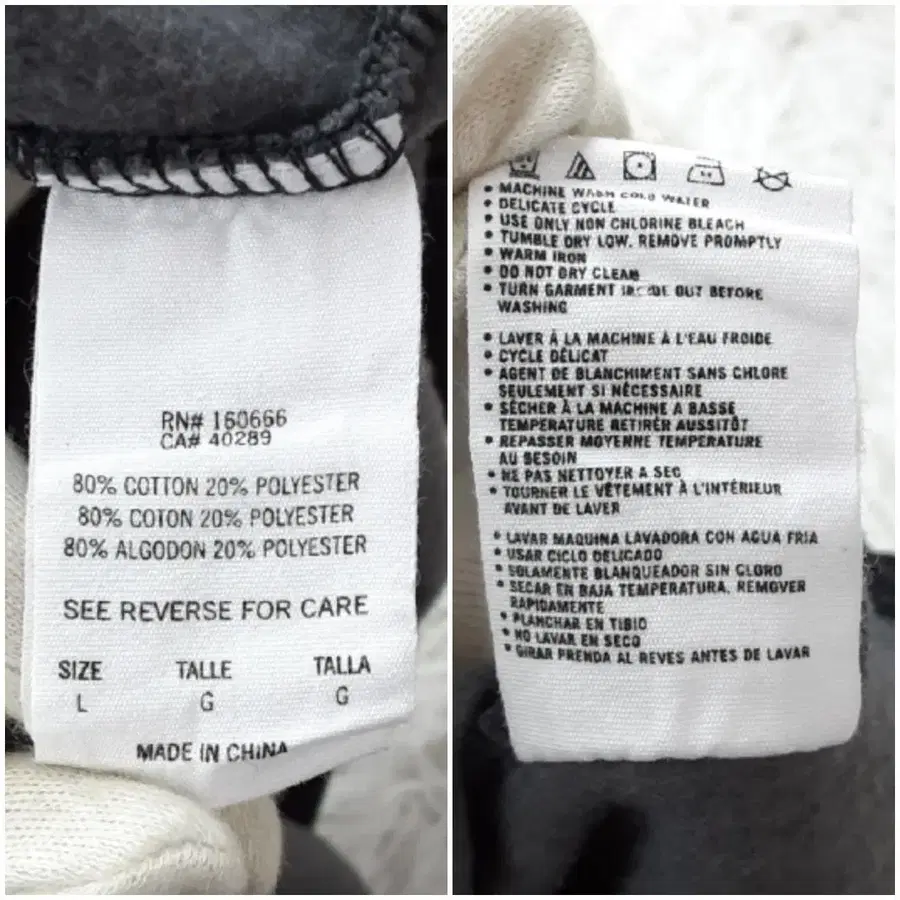 RN# 160666
CA# 40289
80% COTTON 20% POLYESTER
80% COTON 20% POLYESTER
80% ALGODON 20% POLYESTER
SEE REVERSE FOR CARE
SIZE TALLE TALLA
L G G
MADE IN CHINA
• MACHINE WASH COLD WATER
• DELICATE CYCLE
• USE ONLY NON CHLORINE BLEACH
• TUMBLE DRY LOW. REMOVE PROMPTLY
• WARM IRON
• DO NOT DRY CLEAN
• TURN GARMENT INSIDE OUT BEFORE
WASHING
• LAVER À LA MACHINE À L'EAU FROIDE
• CYCLE DÉLICAT
• AGENT DE BLANCHIMENT SANS CHLORE
SEULEMENT SI NÉCESSAIRE
• SÉCHER À LA MACHINE A BASSE
TEMPERATURE RETIRÉR AUSSITÔT
• REPASSER MOYENNE TEMPERATURE
AU BESOIN
• NE PAS NETTOYER A SEC
• TOURNER LE VÊTEMENT À L'INTÉRIEUR
AVANT DE LAVER
• LAVAR MAQUINA LAVADORA CON AGUA FRIA
• USAR CICLO DELICADO
• SOLAMENTE BLANQUEADOR SIN CLORO
• SECAR EN BAJA TEMPERATURA, REMOVER
RAPIDAMENTE
• PLANCHAR EN TIBIO
• NO LAVAR EN SECO
• GIRAR PRENDA AL REVES ANTES DE LAVAR